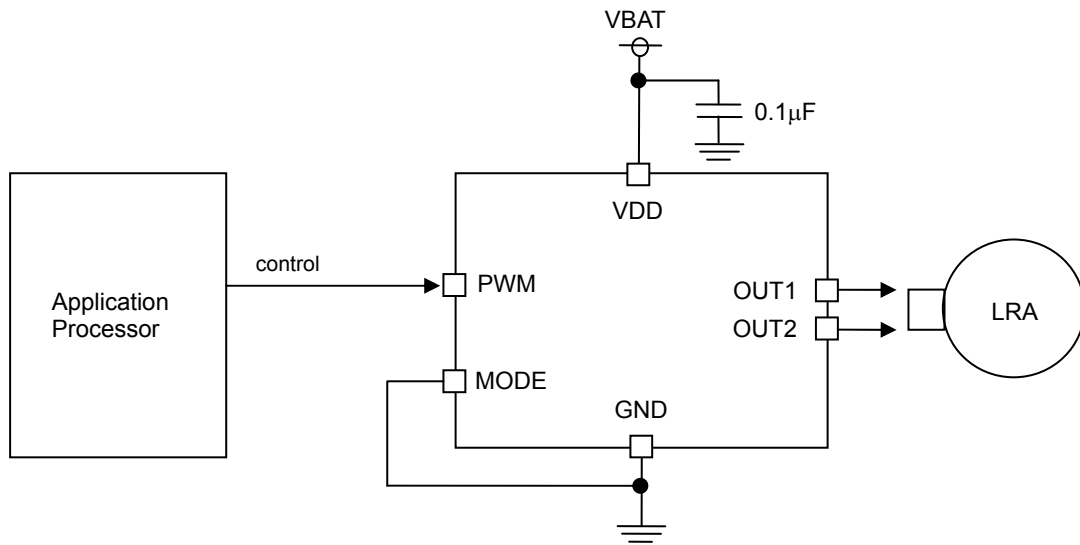 VBAT
0.1μF
VDD
control
PWM
Application
Processor
OUT1
OUT2
LRA
MODE
GND